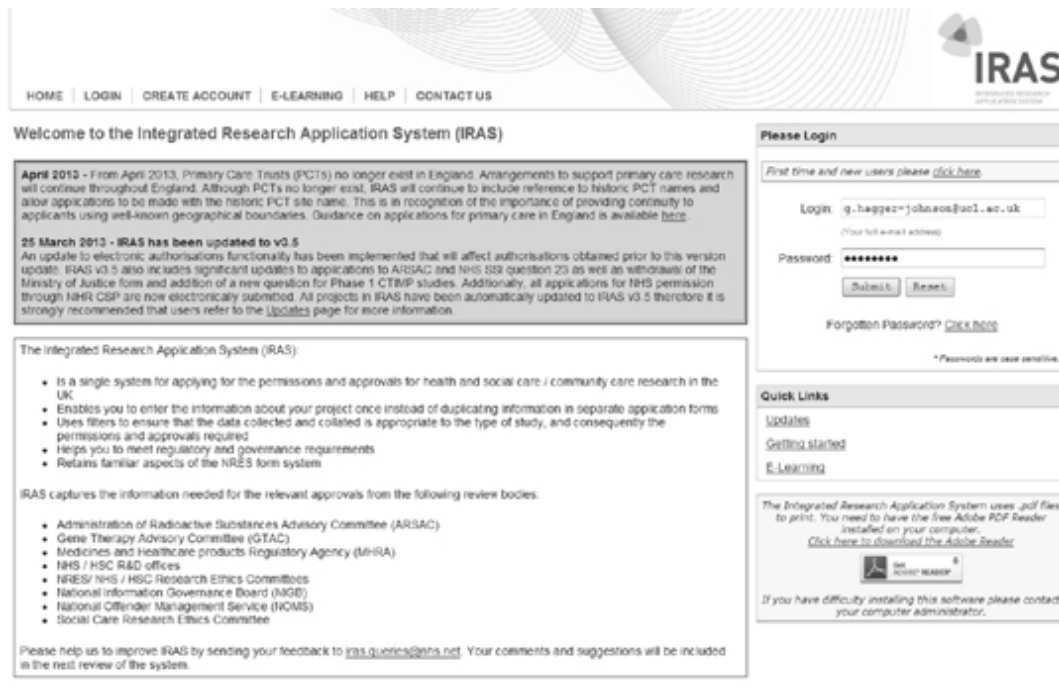 IRAS
INTEGRATED RESEARCH
APPLICATION SYSTEM
HOME | LOGIN | CREATE ACCOUNT | E-LEARNING | HELP | CONTACT US
Welcome to the Integrated Research Application System (IRAS)
April 2013 - From April 2013, Primary Care Trusts (PCTs) no longer exist in England. Arrangements to support primary care research
will continue throughout England. Although PCTs no longer exist, IRAS will continue to include reference to historic PCT names and
allow applications to be made with the historic PCT site name. This is in recognition of the importance of providing continuity to
applicants using well-known geographical boundaries. Guidance on applications for primary care in England is available here.
25 March 2013 - IRAS has been updated to v3.5
An update to electronic authorisations functionality has been implemented that will affect authorisations obtained prior to this version
update. IRAS v3.5 also includes significant updates to applications to ARSAC and NHS SSI question 23 as well as withdrawal of the
Ministry of Justice form and addition of a new question for Phase 1 CTIMP studies. Additionally, all applications for NHS permission
through NIHR CSP are now electronically submitted. All projects in IRAS have been automatically updated to IRAS v3.5 therefore it is
strongly recommended that users refer to the Updates page for more information.
The Integrated Research Application System (IRAS):
• Is a single system for applying for the permissions and approvals for health and social care / community care research in the
UK
• Enables you to enter the information about your project once instead of duplicating information in separate application forms
• Uses filters to ensure that the data collected and collated is appropriate to the type of study, and consequently the
permissions and approvals required
• Helps you to meet regulatory and governance requirements
• Retains familiar aspects of the NRES form system
IRAS captures the information needed for the relevant approvals from the following review bodies:
• Administration of Radioactive Substances Advisory Committee (ARSAC)
• Gene Therapy Advisory Committee (GTAC)
• Medicines and Healthcare products Regulatory Agency (MHRA)
• NHS / HSC R&D offices
• NRES/ NHS / HSC Research Ethics Committees
• National Information Governance Board (NIGB)
• National Offender Management Service (NOMS)
• Social Care Research Ethics Committee
Please help us to improve IRAS by sending your feedback to iras.queries@nhs.net. Your comments and suggestions will be included
in the next review of the system.
Please Login
First time and new users please click here.
Login: g.hagger-johnson@ucl.ac.uk
(Your full e-mail address)
Password: ••••••••
Submit Reset
Forgotten Password? Click here
* Passwords are case sensitive.
Quick Links
Updates
Getting started
E-Learning
The Integrated Research Application System uses .pdf files
to print. You need to have the free Adobe PDF Reader
installed on your computer.
Click here to download the Adobe Reader
Get
ADOBE® READER®
If you have difficulty installing this software please contact
your computer administrator.